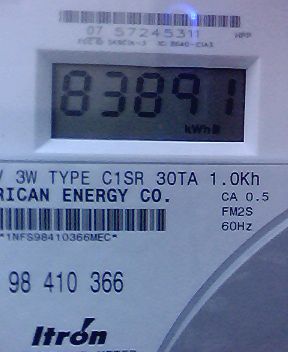 07 57245311
83891
kWh
3W TYPE C1SR 30TA 1.0Kh
RICAN ENERGY CO.
CA 0.5
FM2S
60Hz
*1NFS98410366MEC*
98 410 366
Itrón